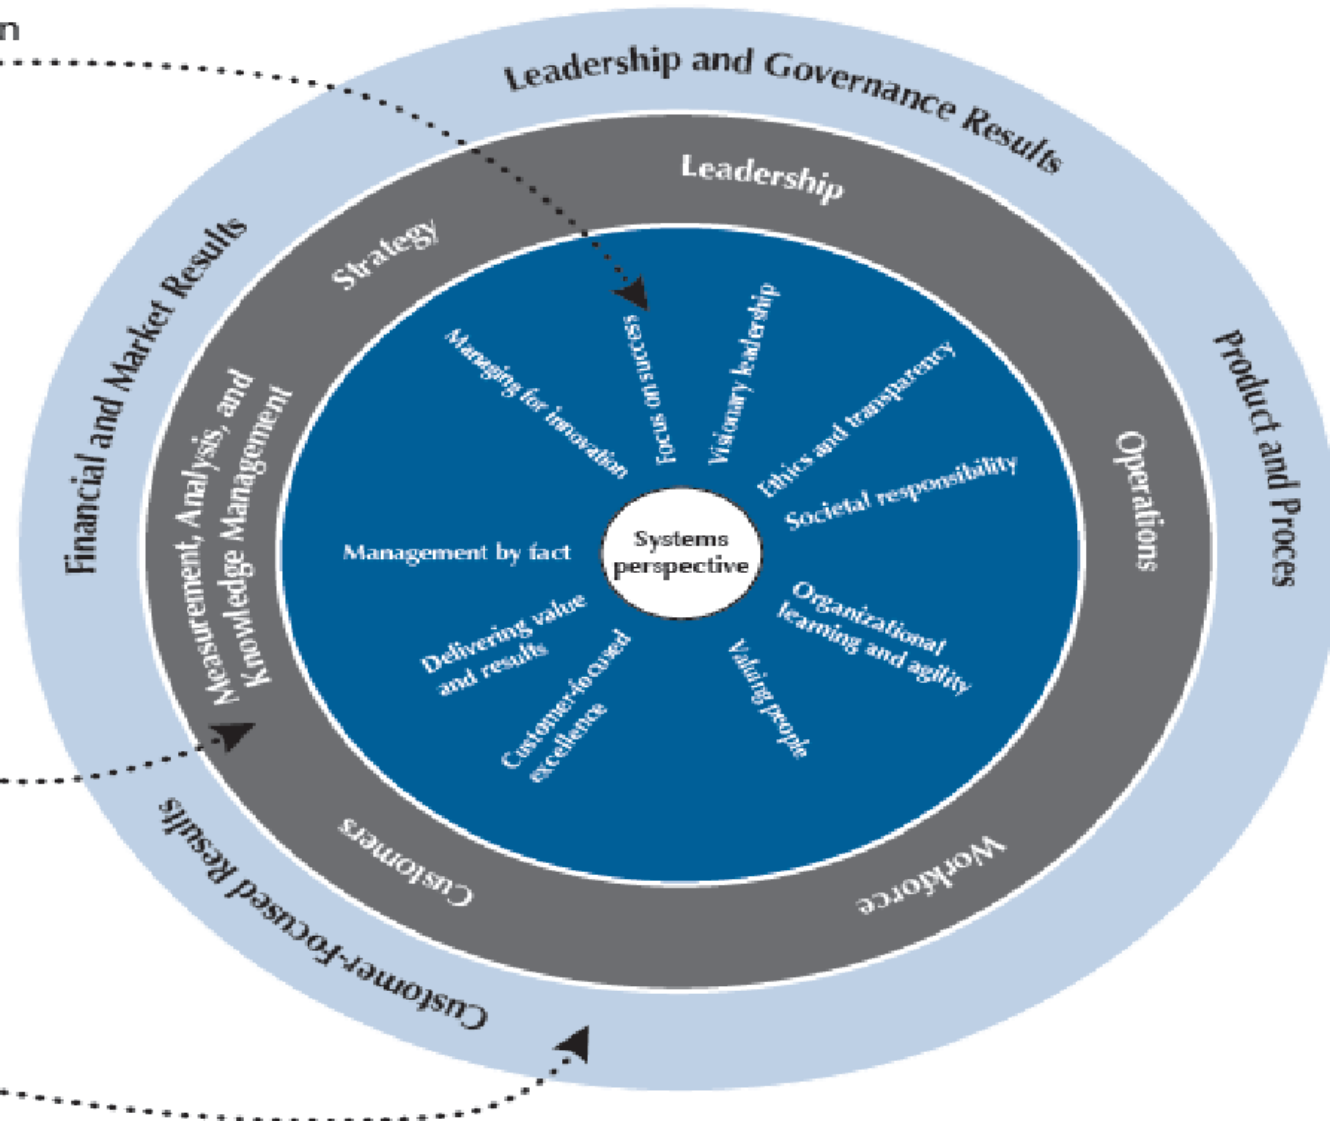 n
Leadership and Governance Results
Leadership
Strategy
Financial and Market Results
Measurement, Analysis, and
Knowledge Management
Managing for innovation
Focus on success
Visionary leadership
Ethics and transparency
Societal responsibility
Operations
Product and Proces
Systems
perspective
Management by fact
Delivering value
and results
Customer-focused
excellence
Valuing people
Organizational
learning and agility
Customers
Workforce
Customer-Focused Results